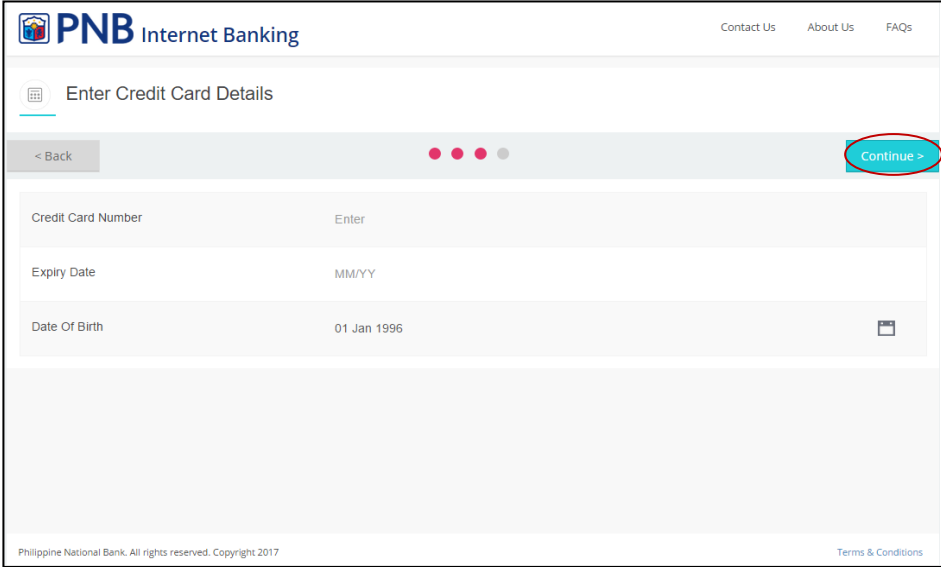 PNB Internet Banking
Contact Us About Us FAQs
Enter Credit Card Details
< Back
Continue >
Credit Card Number Enter
Expiry Date MM/YY
Date Of Birth 01 Jan 1996
Philippine National Bank. All rights reserved. Copyright 2017
Terms & Conditions